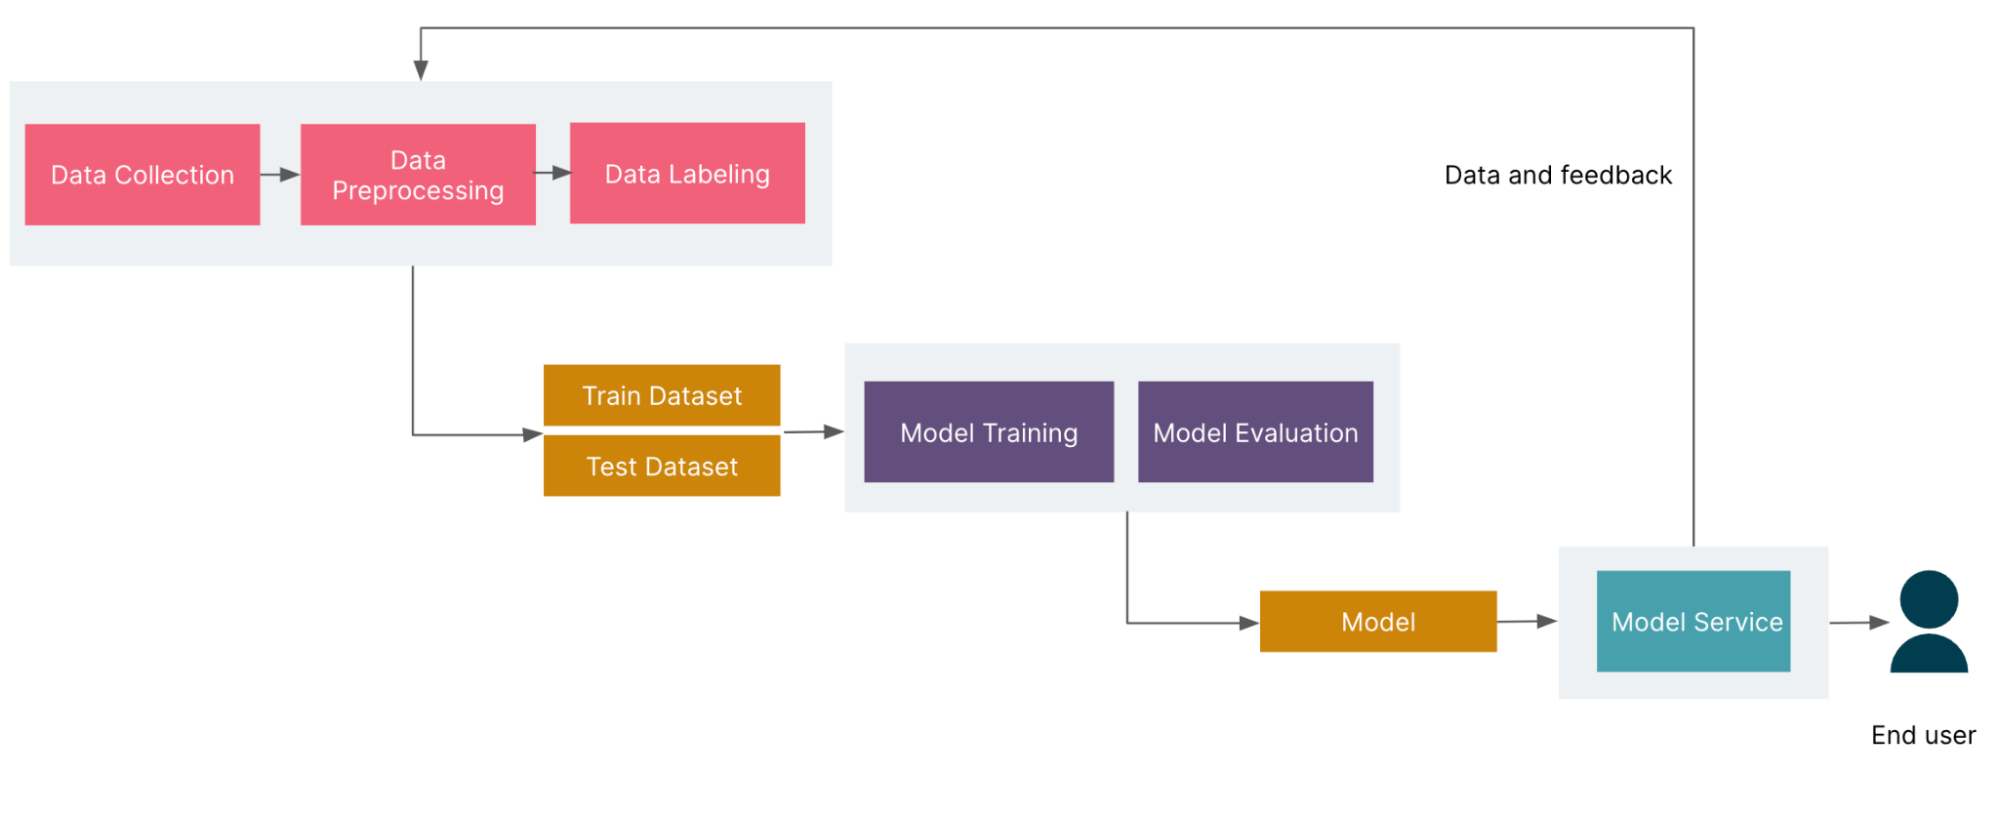 Data Collection
Data
Preprocessing
Data Labeling
Data and feedback
Train Dataset
Test Dataset
Model Training
Model Evaluation
Model
Model Service
End user